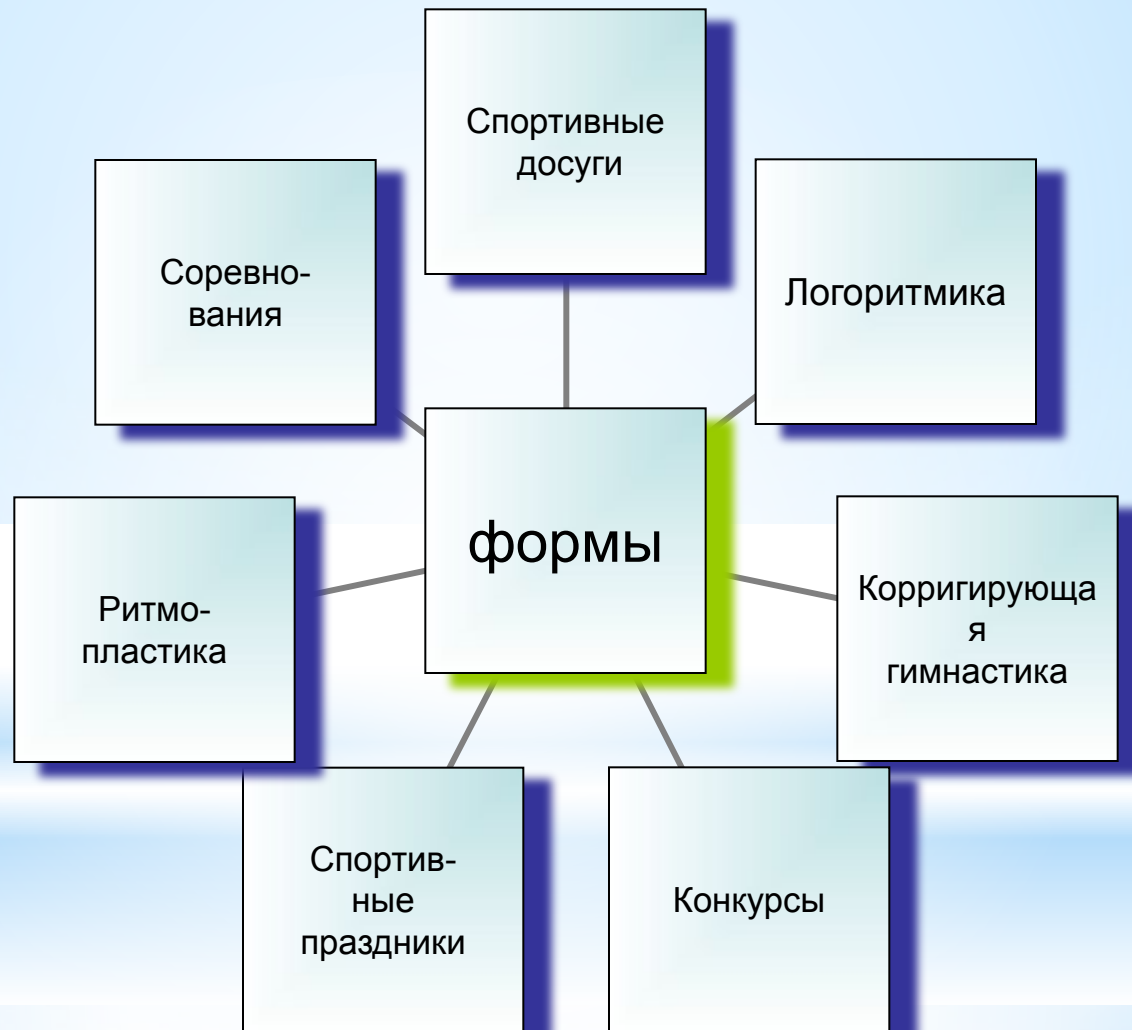 Спортивные
досуги
Соревно-
вания
Логоритмика
формы
Ритмо-
пластика
Корригирующа
я
гимнастика
Спортив-
ные
праздники
Конкурсы